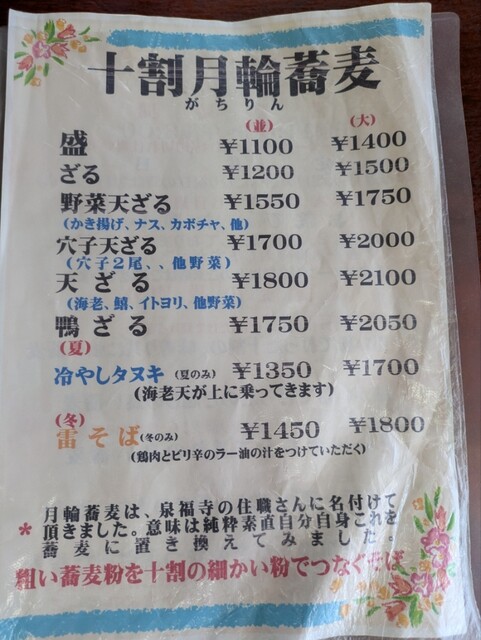 十割月輪蕎麦
がちりん
(並) (大)
盛 ¥1100 ¥1400
ざる ¥1200 ¥1500
野菜天ざる ¥1550 ¥1750
(かき揚げ、ナス、カボチャ、他)
穴子天ざる ¥1700 ¥2000
(穴子2尾、、他野菜)
天ざる ¥1800 ¥2100
(海老、鱚、イトヨリ、他野菜)
鴨ざる ¥1750 ¥2050
(夏)
冷やしタヌキ (夏のみ) ¥1350 ¥1700
(海老天が上に乗ってきます)
(冬)
雷そば (冬のみ) ¥1450 ¥1800
(鶏肉とピリ辛のラー油の汁をつけていただく)
月輪蕎麦は、泉福寺の住職さんに名付けて
* 頂きました。意味は純粋素直自分自身これを
蕎麦に置き換えてみました。
粗い蕎麦粉を十割の細かい粉でつなぐそば